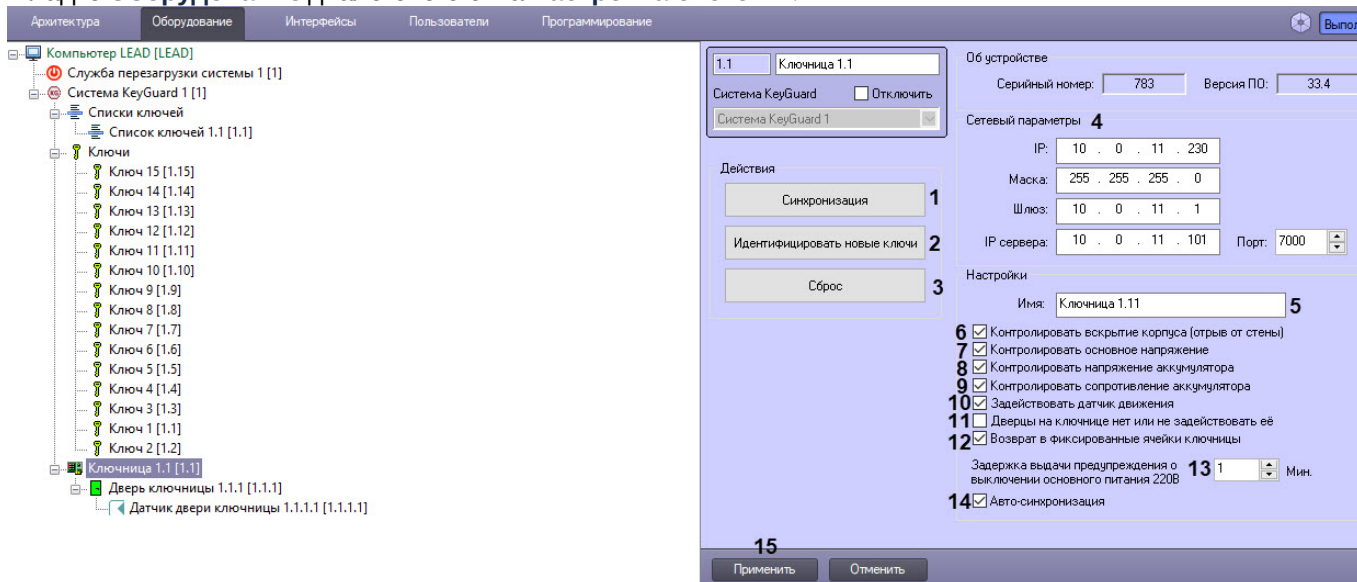 Архитектура Оборудование Интерфейсы Пользователи Программирование
Компьютер LEAD [LEAD]
Служба перезагрузки системы 1 [1]
Система KeyGuard 1 [1]
Списки ключей
Список ключей 1.1 [1.1]
Ключи
Ключ 15 [1.15]
Ключ 14 [1.14]
Ключ 13 [1.13]
Ключ 12 [1.12]
Ключ 11 [1.11]
Ключ 10 [1.10]
Ключ 9 [1.9]
Ключ 8 [1.8]
Ключ 7 [1.7]
Ключ 6 [1.6]
Ключ 5 [1.5]
Ключ 4 [1.4]
Ключ 3 [1.3]
Ключ 1 [1.1]
Ключ 2 [1.2]
Ключница 1.1 [1.1]
Дверь ключницы 1.1.1 [1.1.1]
Датчик двери ключницы 1.1.1.1 [1.1.1.1]
1.1 Ключница 1.1
Система KeyGuard Отключить
Система KeyGuard 1
Действия
Синхронизация 1
Идентифицировать новые ключи 2
Сброс 3
Об устройстве
Серийный номер: 783 Версия ПО: 33.4
Сетевый параметры 4
IP: 10 . 0 . 11 . 230
Маска: 255 . 255 . 255 . 0
Шлюз: 10 . 0 . 11 . 1
IP сервера: 10 . 0 . 11 . 101 Порт: 7000
Настройки
Имя: Ключница 1.11 5
6 Контролировать вскрытие корпуса (отрыв от стены)
7 Контролировать основное напряжение
8 Контролировать напряжение аккумулятора
9 Контролировать сопротивление аккумулятора
10 Задействовать датчик движения
11 Дверцы на ключнице нет или не задействовать её
12 Возврат в фиксированные ячейки ключницы
Задержка выдачи предупреждения о
выключении основного питания 220В 13 1 Мин.
14 Авто-синхронизация
15
Применить Отменить